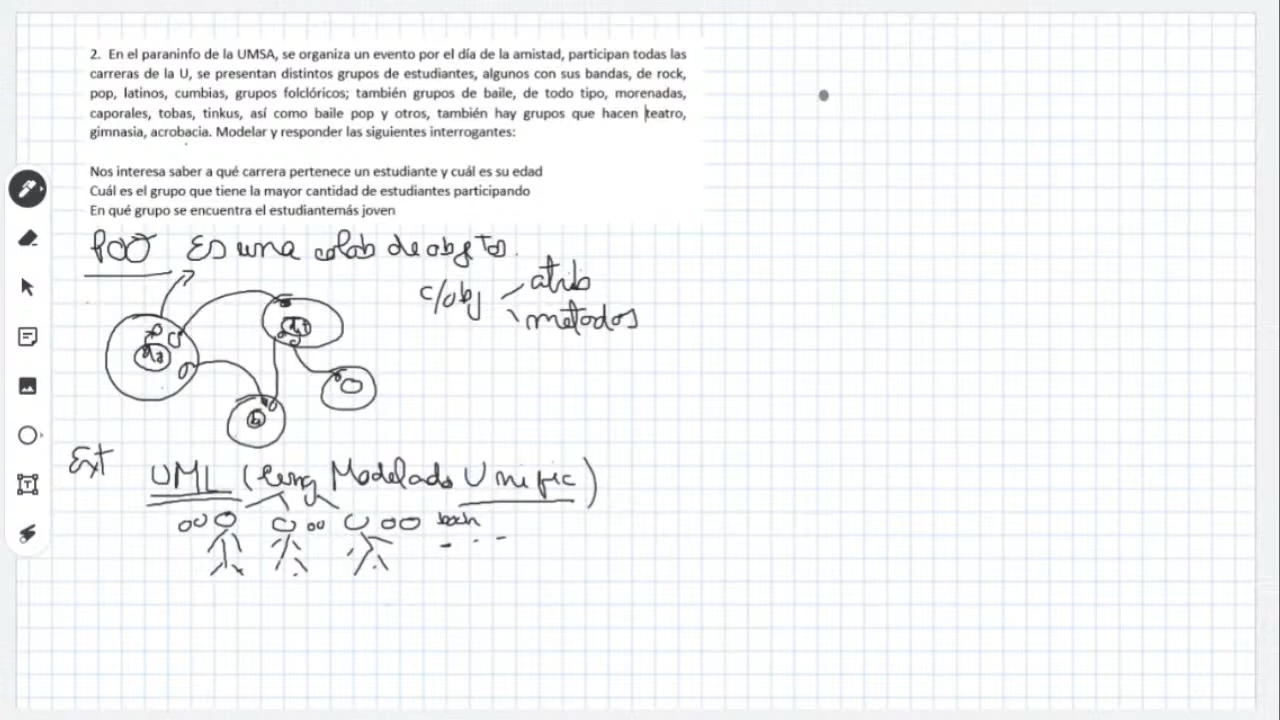 2. En el paraninfo de la UMSA, se organiza un evento por el día de la amistad, participan todas las
carreras de la U, se presentan distintos grupos de estudiantes, algunos con sus bandas, de rock,
pop, latinos, cumbias, grupos folclóricos; también grupos de baile, de todo tipo, morenadas,
caporales, tobas, tinkus, así como baile pop y otros, también hay grupos que hacen teatro,
gimnasia, acrobacia. Modelar y responder las siguientes interrogantes:
Nos interesa saber a qué carrera pertenece un estudiante y cuál es su edad
Cuál es el grupo que tiene la mayor cantidad de estudiantes participando
En qué grupo se encuentra el estudiantemás joven
POO Es una colab de objetos.
c/obj atrib
metodos
Ext
UML (Leng Modelado Unific)